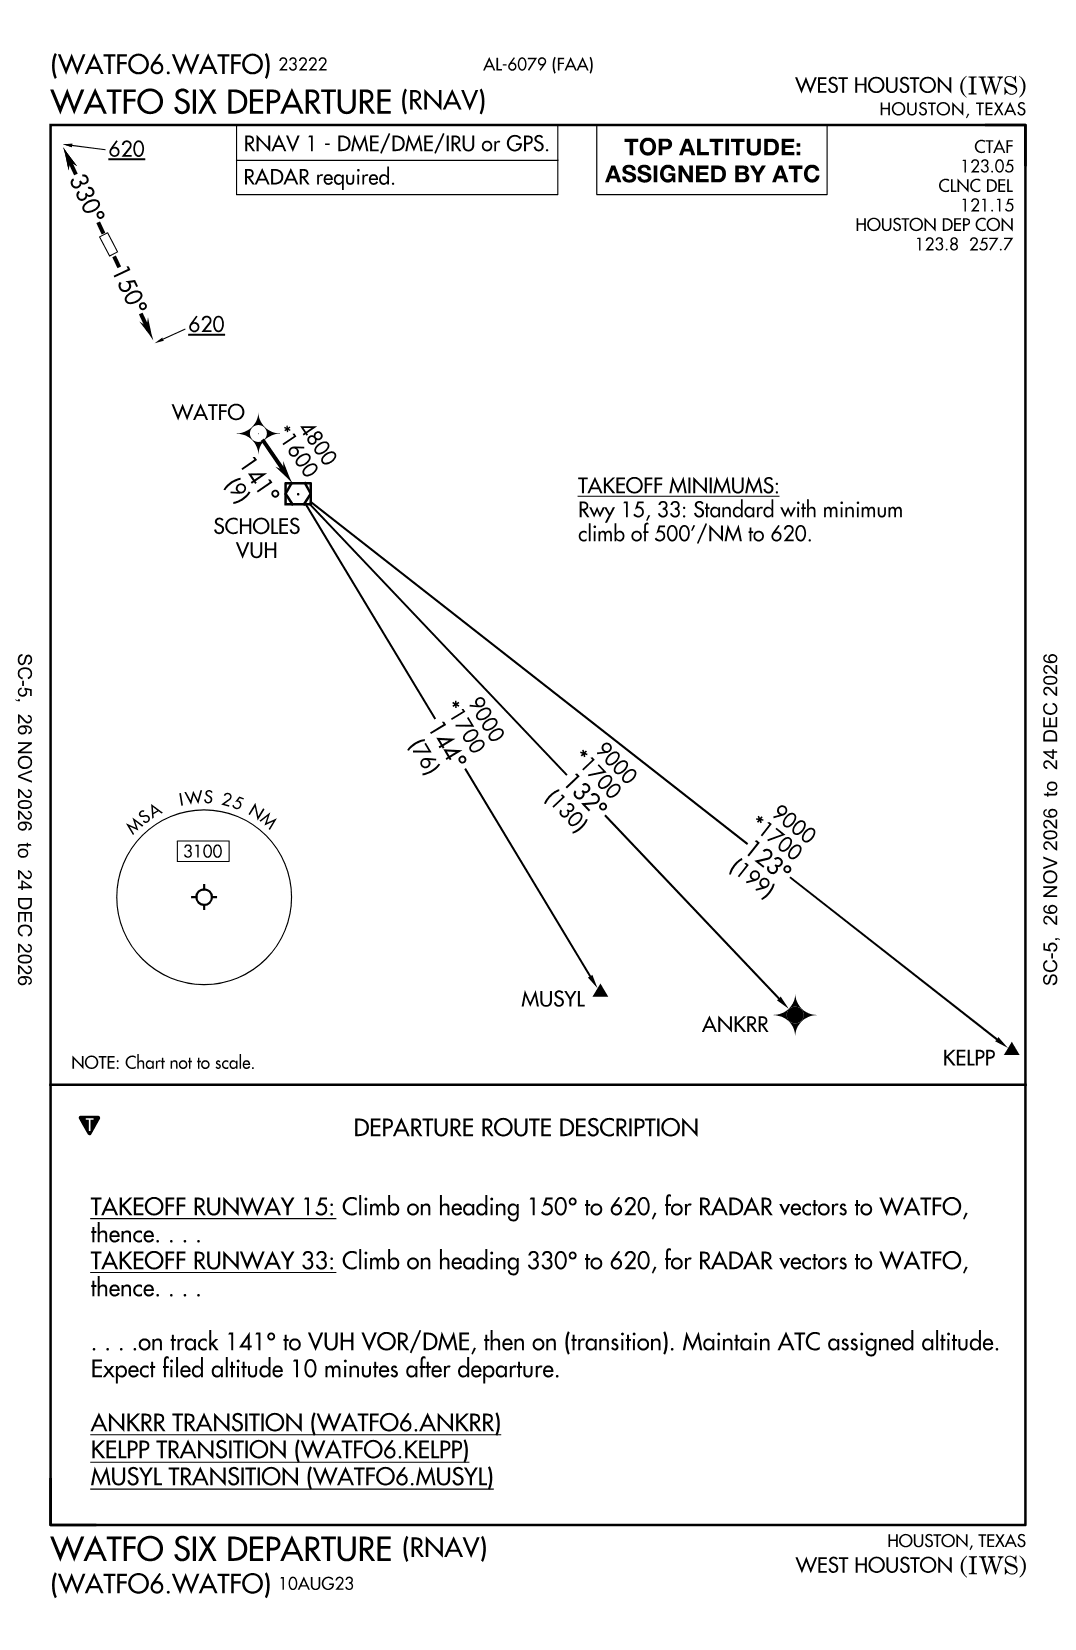 (WATFO6.WATFO) 23222
AL-6079 (FAA)
WATFO SIX DEPARTURE (RNAV)
WEST HOUSTON (IWS)
HOUSTON, TEXAS
RNAV 1 - DME/DME/IRU or GPS.
RADAR required.
TOP ALTITUDE:
ASSIGNED BY ATC
CTAF
123.05
CLNC DEL
121.15
HOUSTON DEP CON
123.8 257.7
620
330°
150°
620
WATFO
4800
*1600
141°
(9)
SCHOLES
VUH
TAKEOFF MINIMUMS:
Rwy 15, 33: Standard with minimum
climb of 500'/NM to 620.
9000
*1700
144°
(76)
9000
*1700
132°
(130)
9000
*1700
123°
(199)
MSA IWS 25 NM
3100
MUSYL
ANKRR
KELPP
NOTE: Chart not to scale.
SC-5, 26 NOV 2026 to 24 DEC 2026
SC-5, 26 NOV 2026 to 24 DEC 2026
T
DEPARTURE ROUTE DESCRIPTION
TAKEOFF RUNWAY 15: Climb on heading 150° to 620, for RADAR vectors to WATFO,
thence. . . .
TAKEOFF RUNWAY 33: Climb on heading 330° to 620, for RADAR vectors to WATFO,
thence. . . .
. . . .on track 141° to VUH VOR/DME, then on (transition). Maintain ATC assigned altitude.
Expect filed altitude 10 minutes after departure.
ANKRR TRANSITION (WATFO6.ANKRR)
KELPP TRANSITION (WATFO6.KELPP)
MUSYL TRANSITION (WATFO6.MUSYL)
WATFO SIX DEPARTURE (RNAV)
(WATFO6.WATFO) 10AUG23
HOUSTON, TEXAS
WEST HOUSTON (IWS)